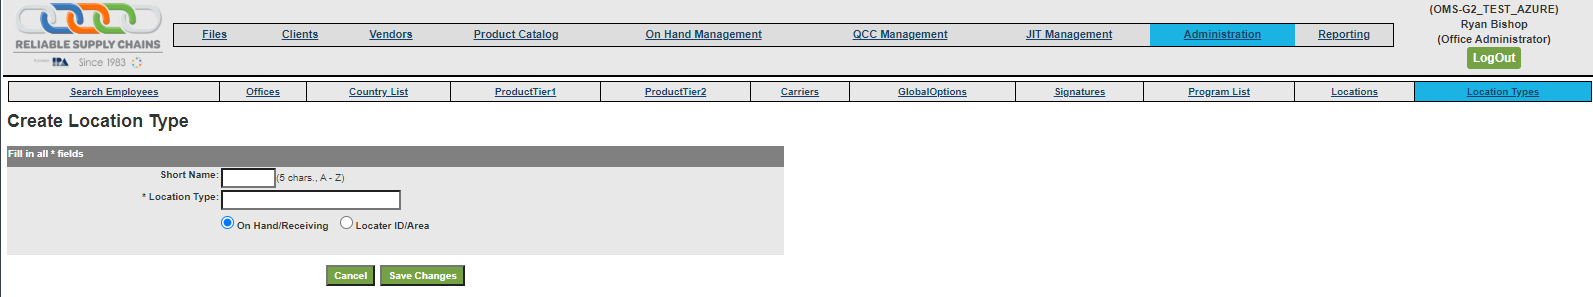 RELIABLE SUPPLY CHAINS
IPA Since 1983
Files Clients Vendors Product Catalog On Hand Management QCC Management JIT Management Administration Reporting
(OMS-G2_TEST_AZURE)
Ryan Bishop
(Office Administrator)
LogOut
Search Employees Offices Country List ProductTier1 ProductTier2 Carriers GlobalOptions Signatures Program List Locations Location Types
Create Location Type
Fill in all * fields
Short Name: (5 chars., A - Z)
* Location Type:
On Hand/Receiving Locater ID/Area
Cancel Save Changes